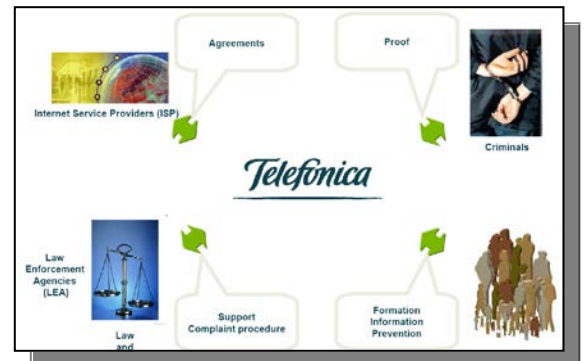 Agreements
Proof
Internet Service Providers (ISP)
Criminals
Telefónica
Law
Enforcement
Agencies
(LEA)
Support
Complaint procedure
Formation
Information
Prevention
Law
and